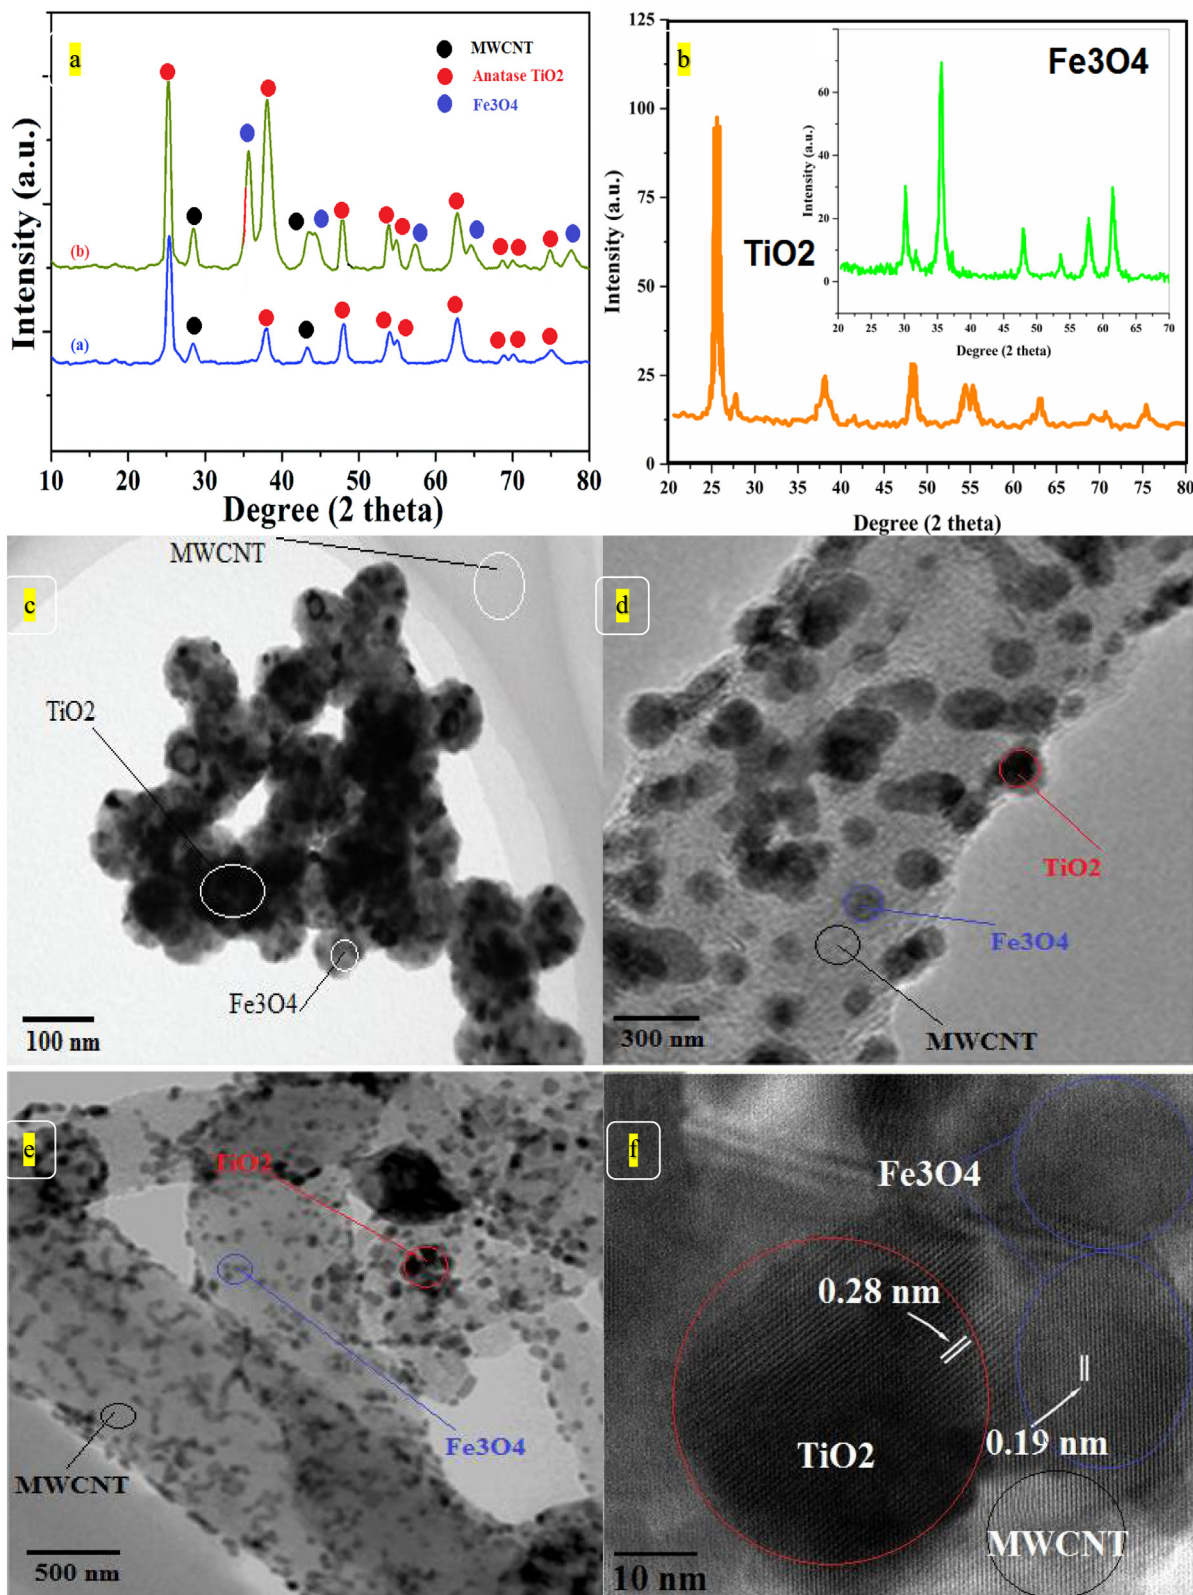 a
MWCNT
Anatase TiO2
Fe3O4
(b)
(a)
Intensity (a.u.)
10 20 30 40 50 60 70 80
Degree (2 theta)
b
125
100
75
50
25
0
Intensity (a.u.)
TiO2
20 25 30 35 40 45 50 55 60 65 70 75 80
Degree (2 theta)
Fe3O4
70
60
40
20
0
Intensity (a.u.)
20 25 30 35 40 45 50 55 60 65 70
Degree (2 theta)
c
MWCNT
TiO2
Fe3O4
100 nm
d
TiO2
Fe3O4
MWCNT
300 nm
e
TiO2
Fe3O4
MWCNT
500 nm
f
Fe3O4
0.28 nm
TiO2
0.19 nm
MWCNT
10 nm